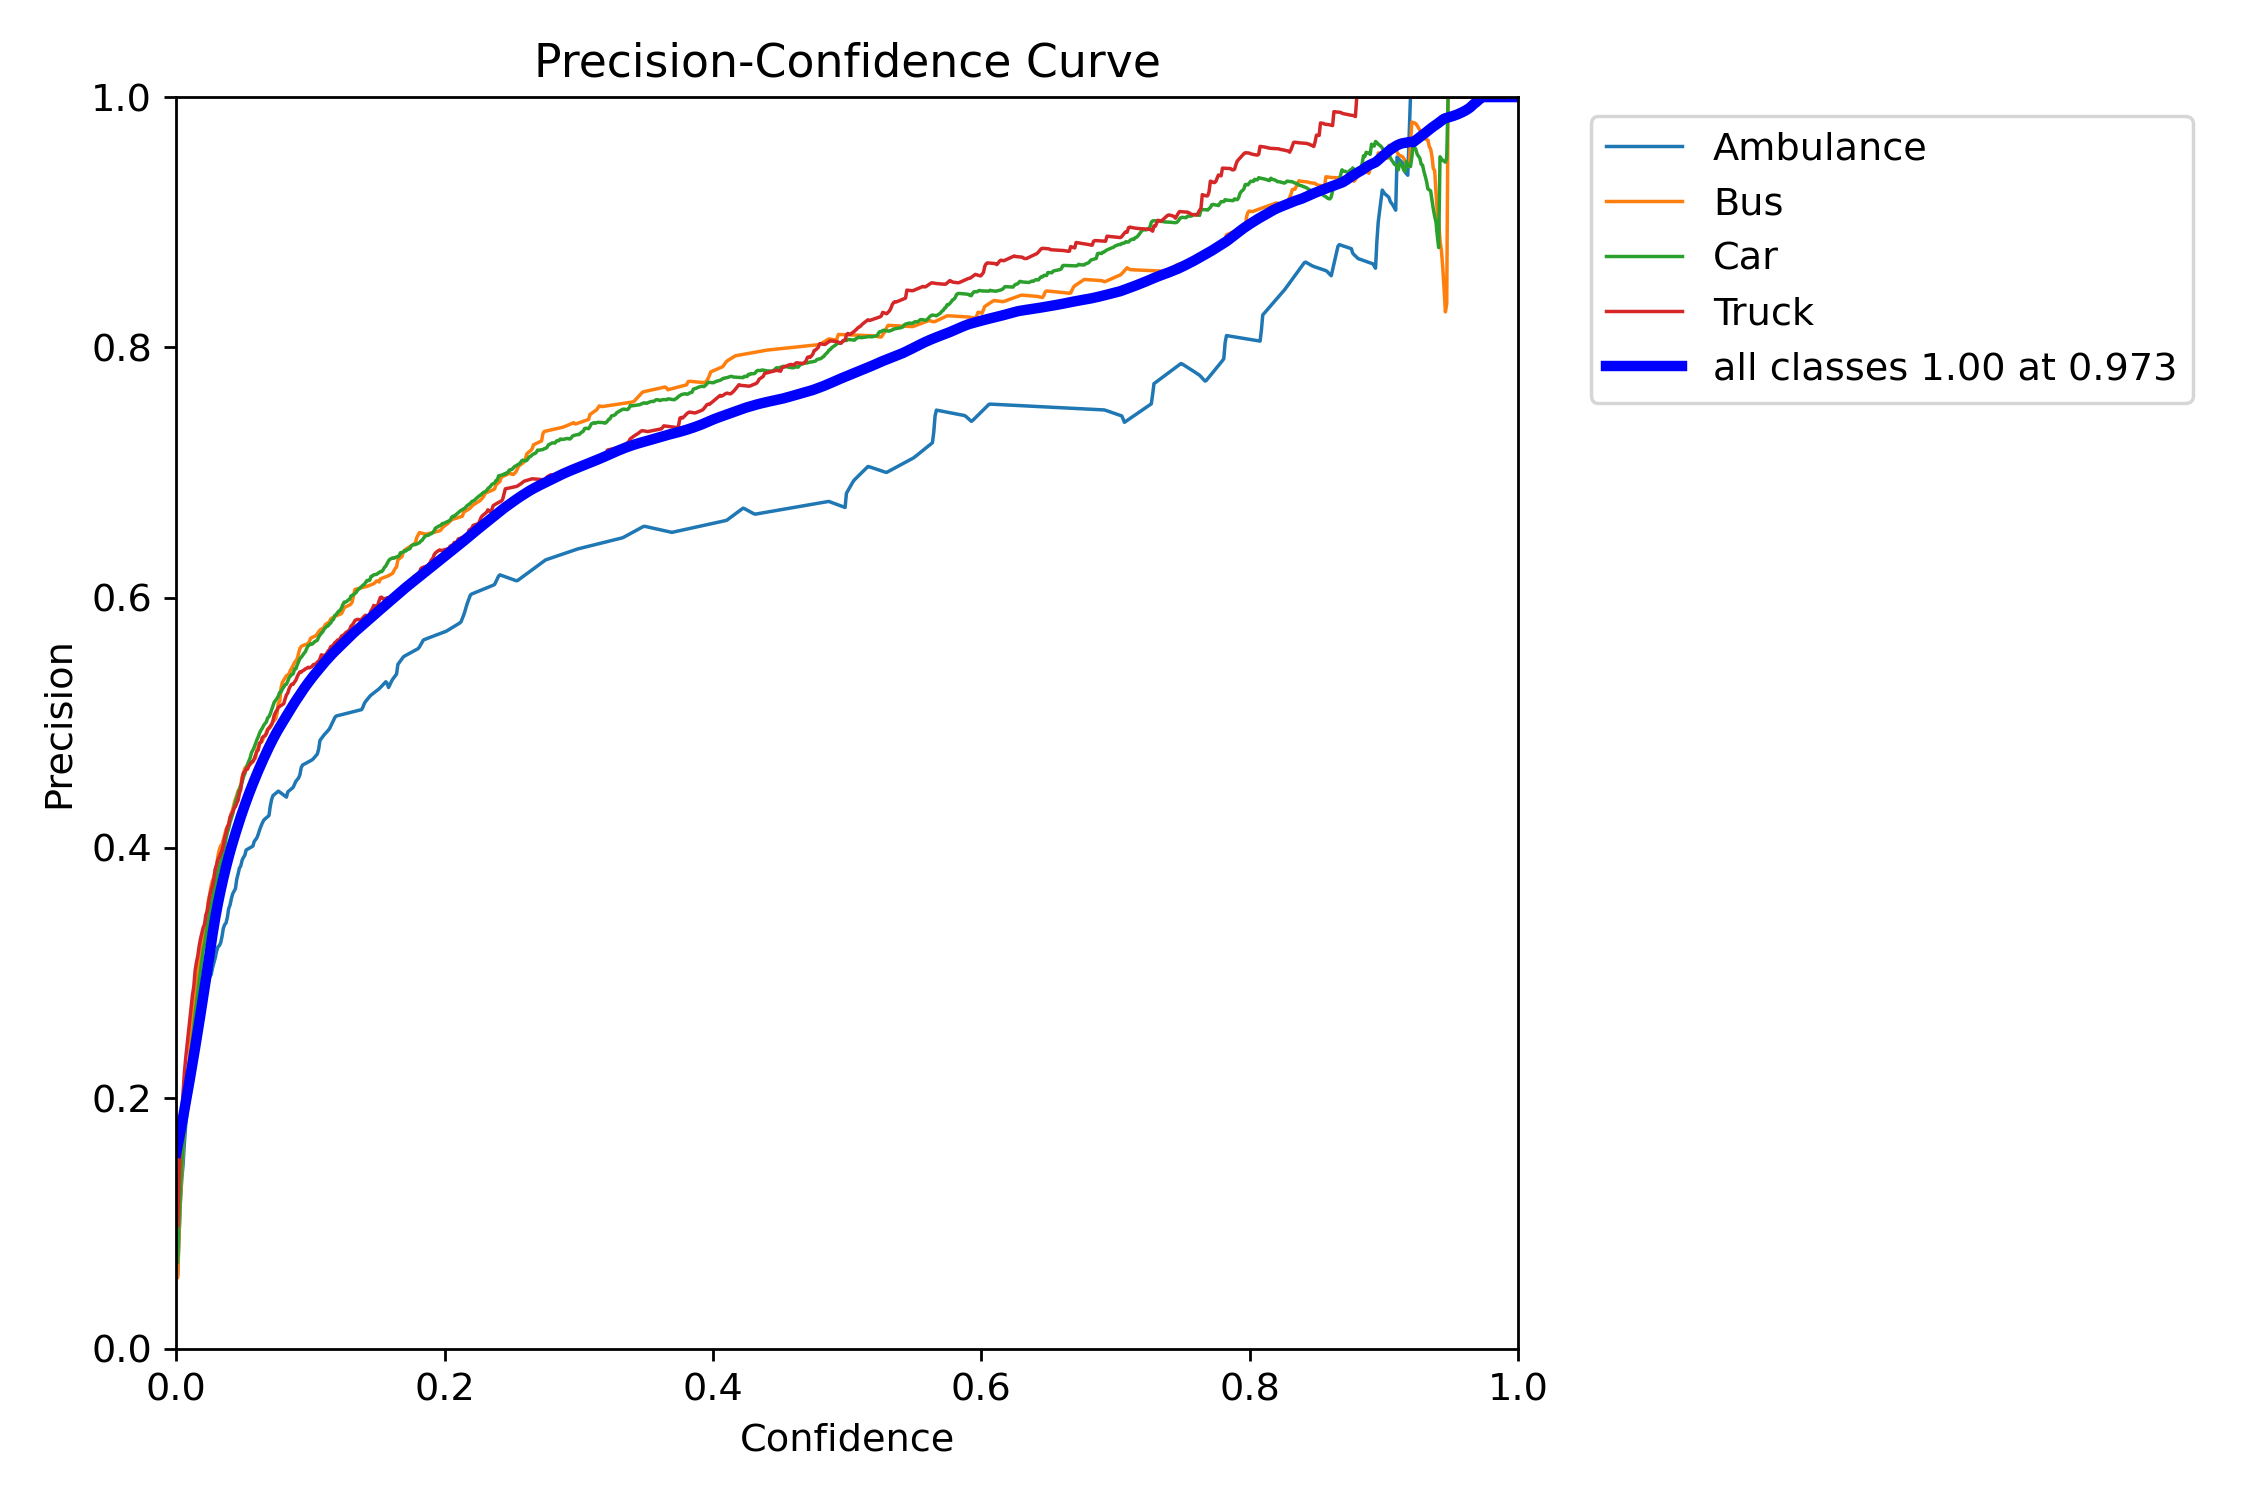 Precision-Confidence Curve
1.0
0.8
0.6
0.4
0.2
0.0
Precision
0.0 0.2 0.4 0.6 0.8 1.0
Confidence
Ambulance
Bus
Car
Truck
all classes 1.00 at 0.973